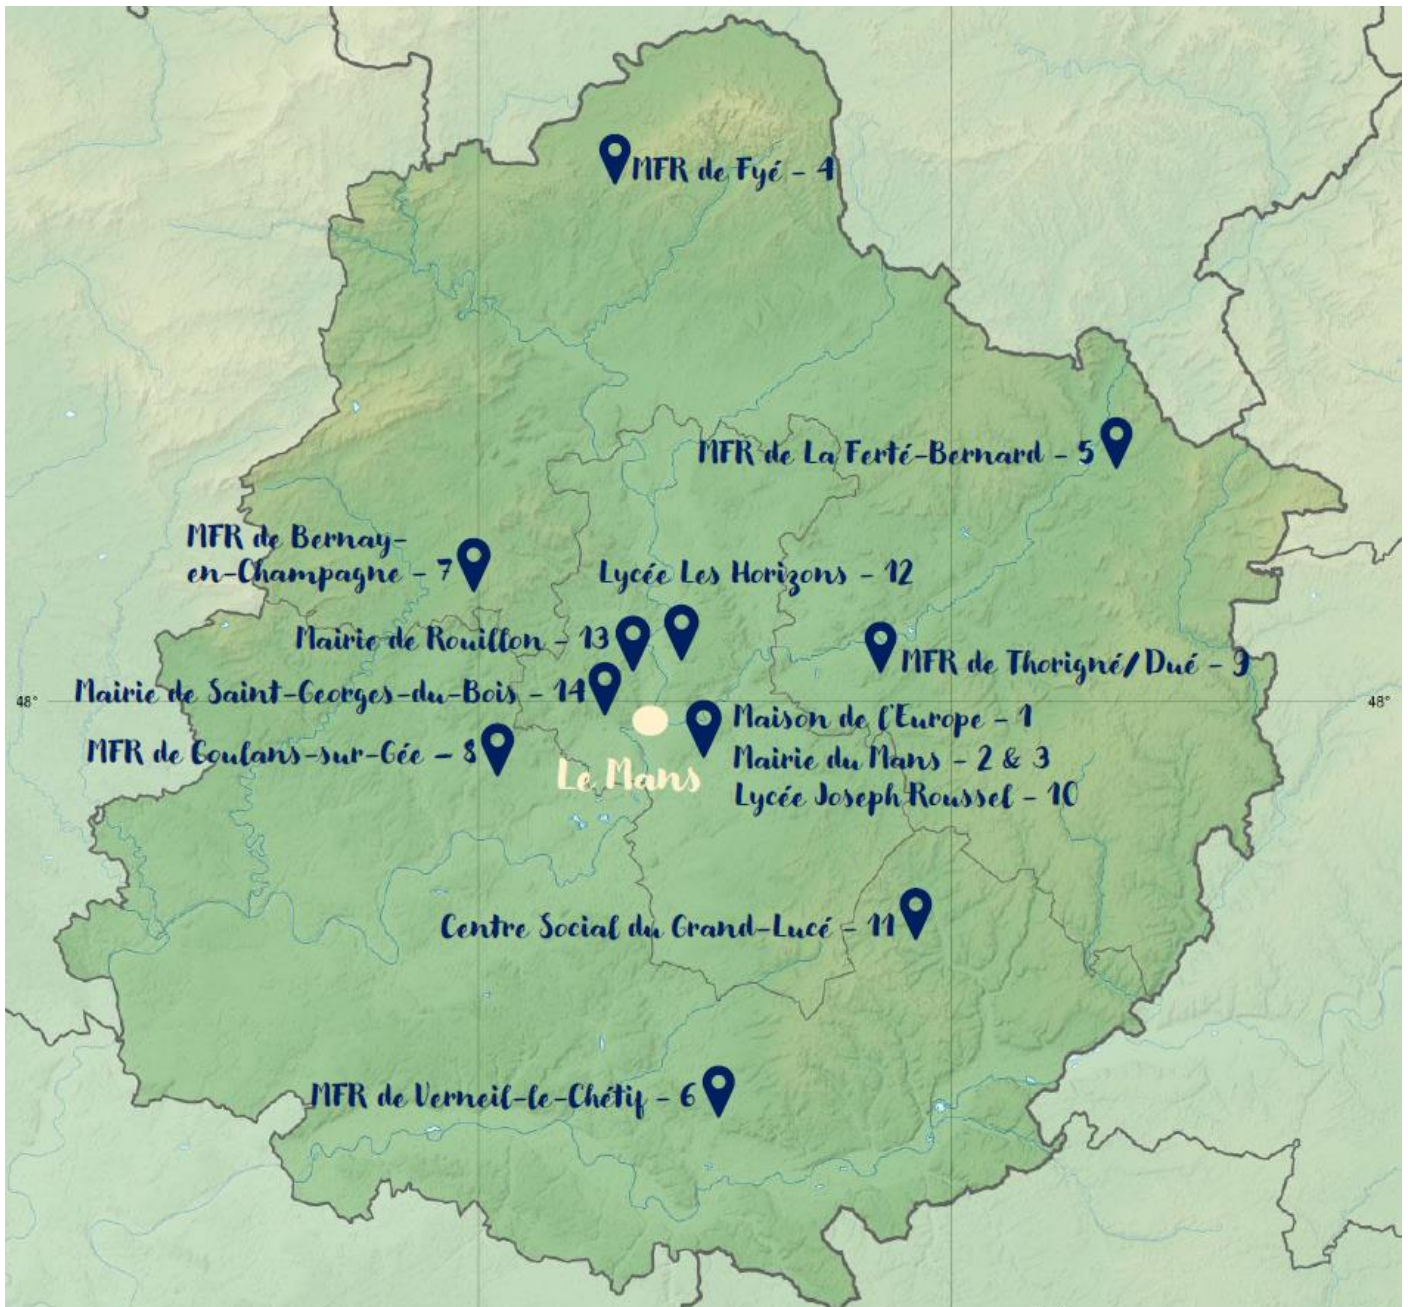 MFR de Fyé - 4
MFR de La Ferté-Bernard - 5
MFR de Bernay-
en-Champagne - 7
Lycée Les Horizons - 12
Mairie de Rouillon - 13
MFR de Thorigné/Dué - 9
Mairie de Saint-Georges-du-Bois - 14
48°
48°
Maison de l'Europe - 1
MFR de Coulans-sur-Gée - 8
Mairie du Mans - 2 & 3
Le Mans
Lycée Joseph Roussel - 10
Centre Social du Grand-Lucé - 11
MFR de Verneil-le-Chétif - 6